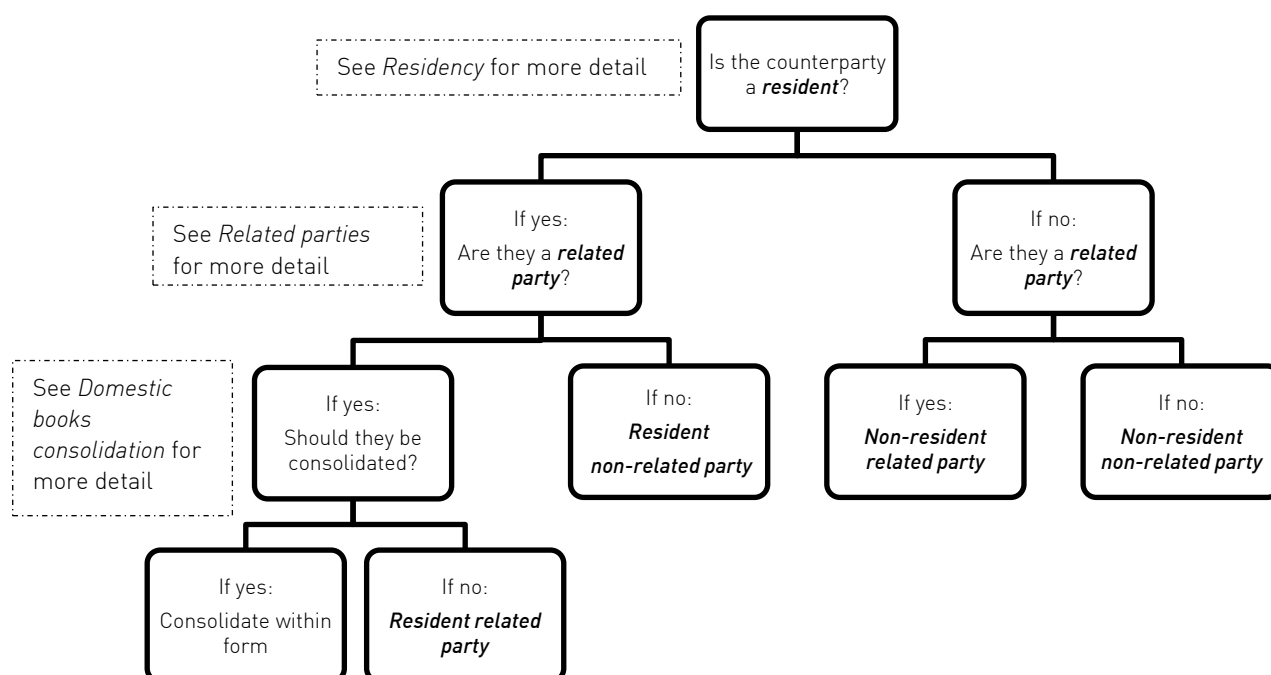 See Residency for more detail
Is the counterparty
a resident?
See Related parties
for more detail
If yes:
Are they a related
party?
If no:
Are they a related
party?
See Domestic
books
consolidation for
more detail
If yes:
Should they be
consolidated?
If no:
Resident
non-related party
If yes:
Non-resident
related party
If no:
Non-resident
non-related party
If yes:
Consolidate within
form
If no:
Resident related
party